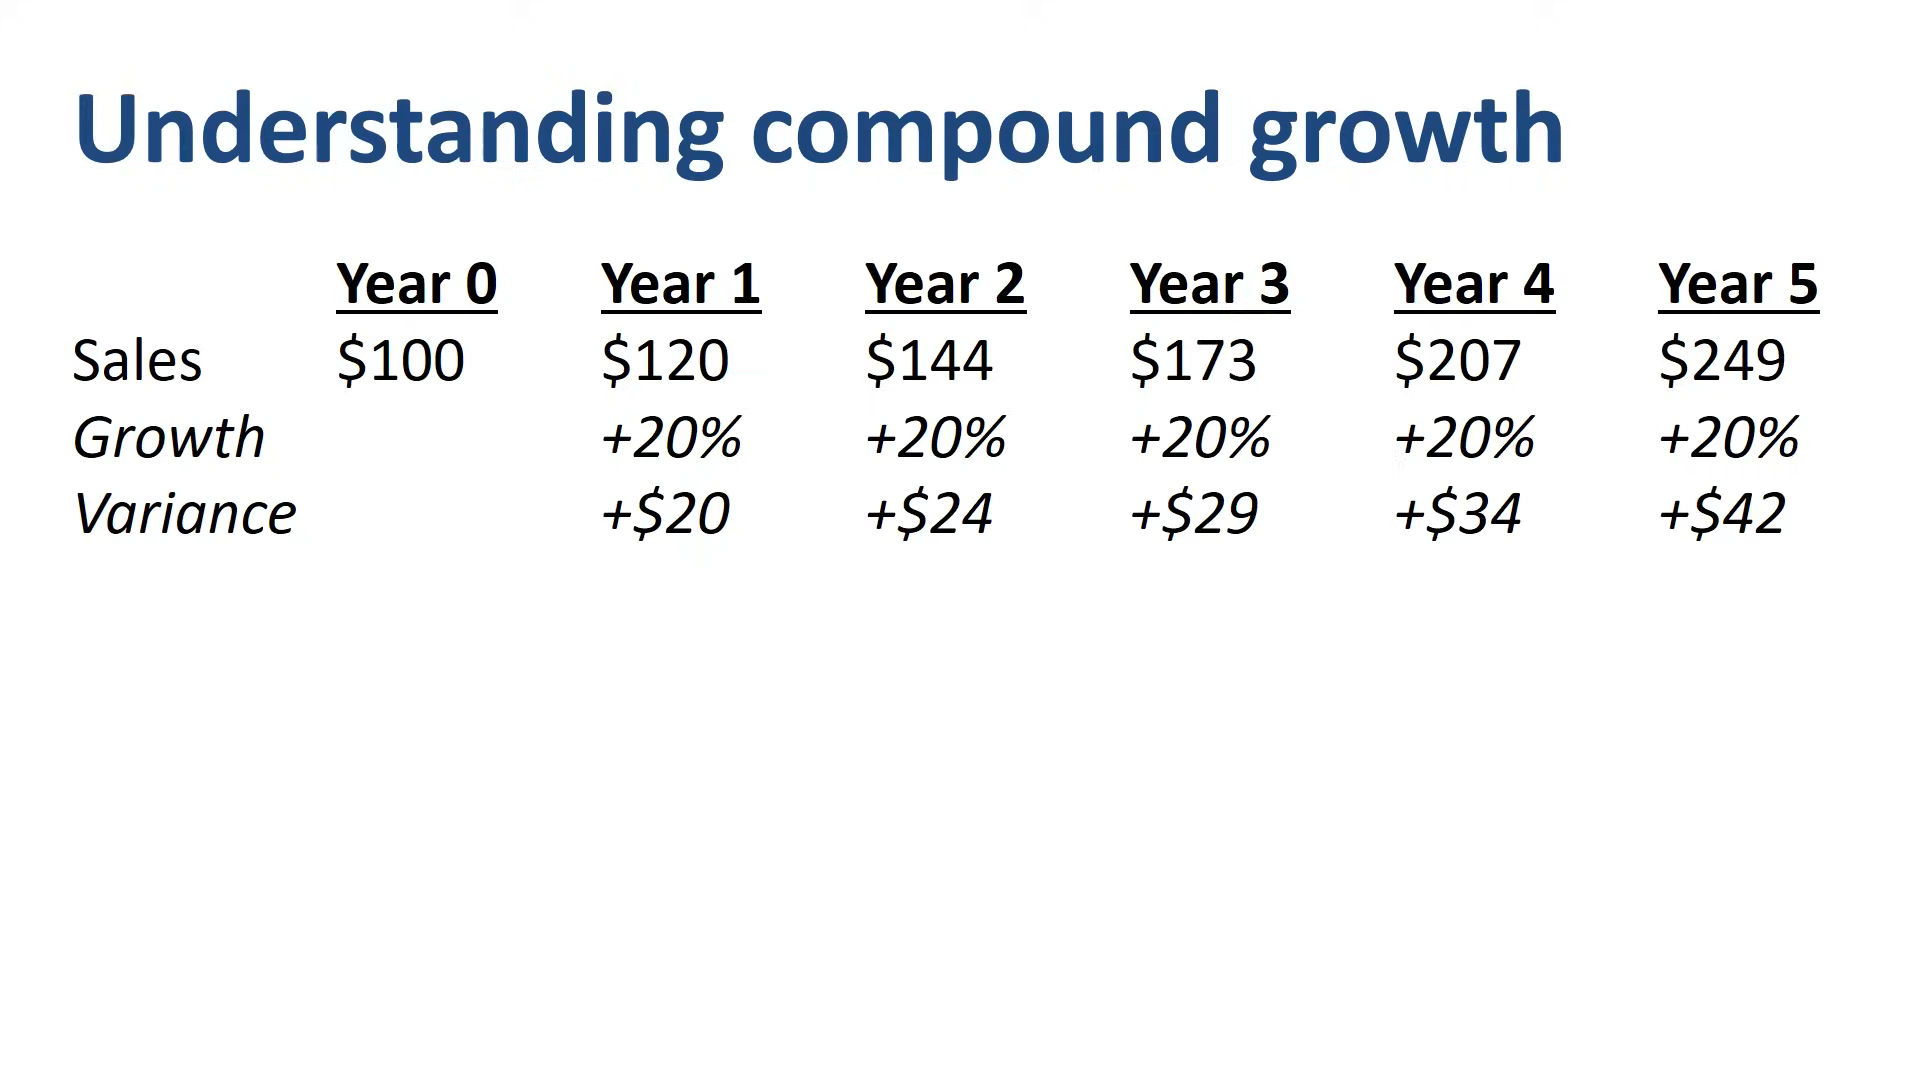 Understanding compound growth
Year 0 Year 1 Year 2 Year 3 Year 4 Year 5
Sales $100 $120 $144 $173 $207 $249
Growth +20% +20% +20% +20% +20%
Variance +$20 +$24 +$29 +$34 +$42